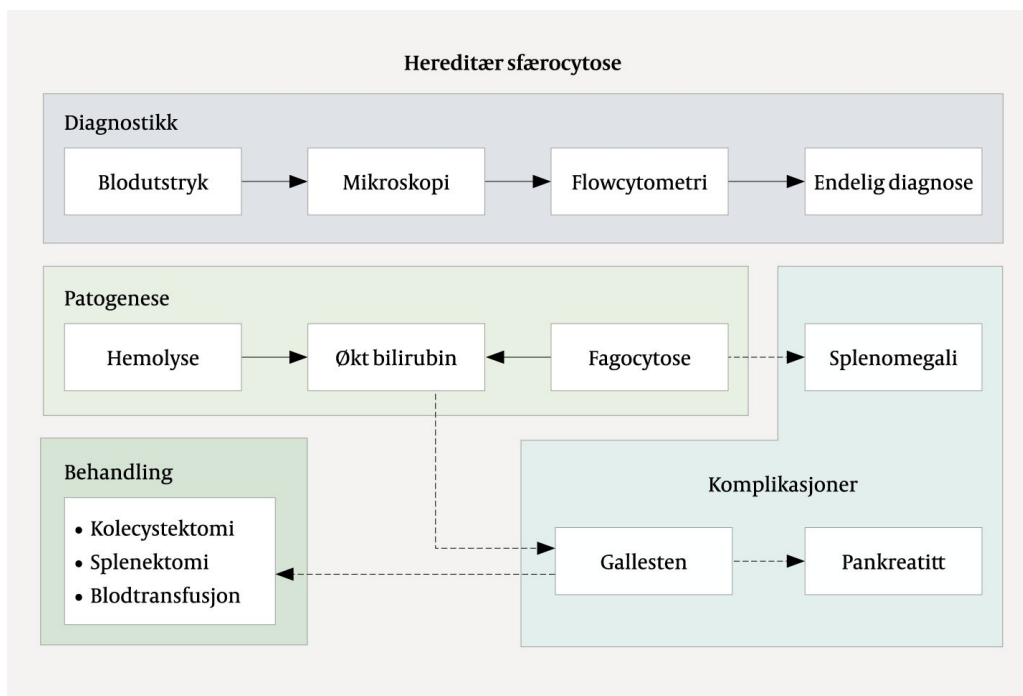 Hereditær sfærocytose
Diagnostikk
Blodutstryk
Mikroskopi
Flowcytometri
Endelig diagnose
Patogenese
Hemolyse
Økt bilirubin
Fagocytose
Splenomegali
Behandling
• Kolecystektomi
• Splenektomi
• Blodtransfusjon
Komplikasjoner
Gallesten
Pankreatitt